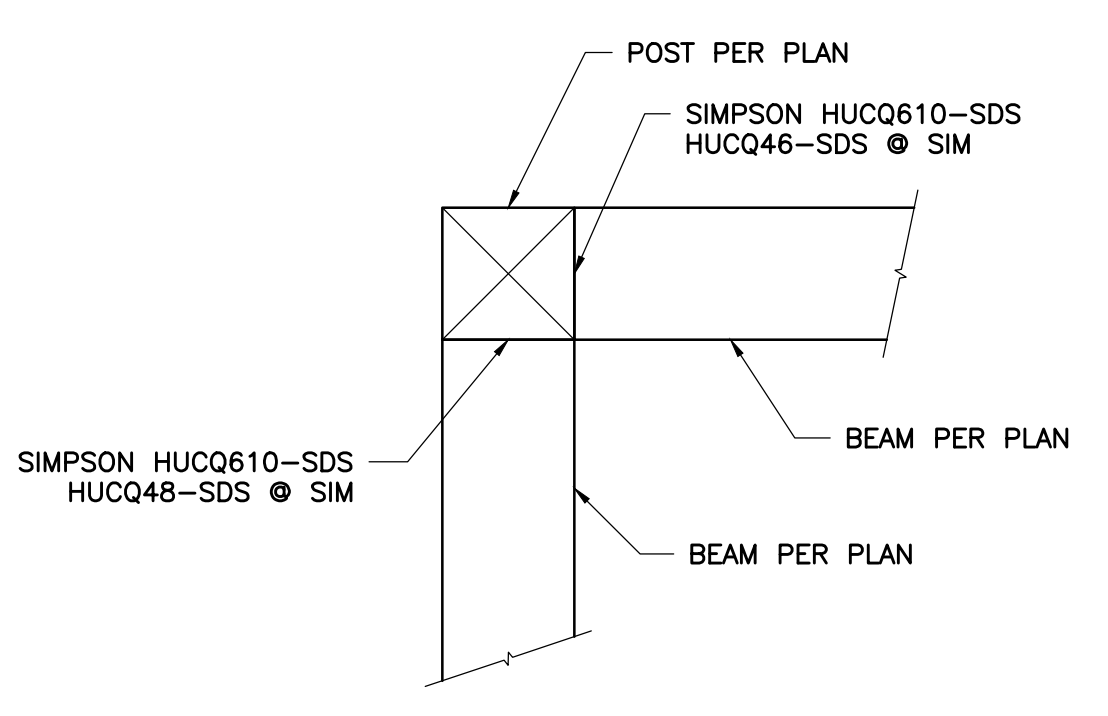 POST PER PLAN
SIMPSON HUCQ610-SDS
HUCQ46-SDS @ SIM
BEAM PER PLAN
SIMPSON HUCQ610-SDS
HUCQ48-SDS @ SIM
BEAM PER PLAN